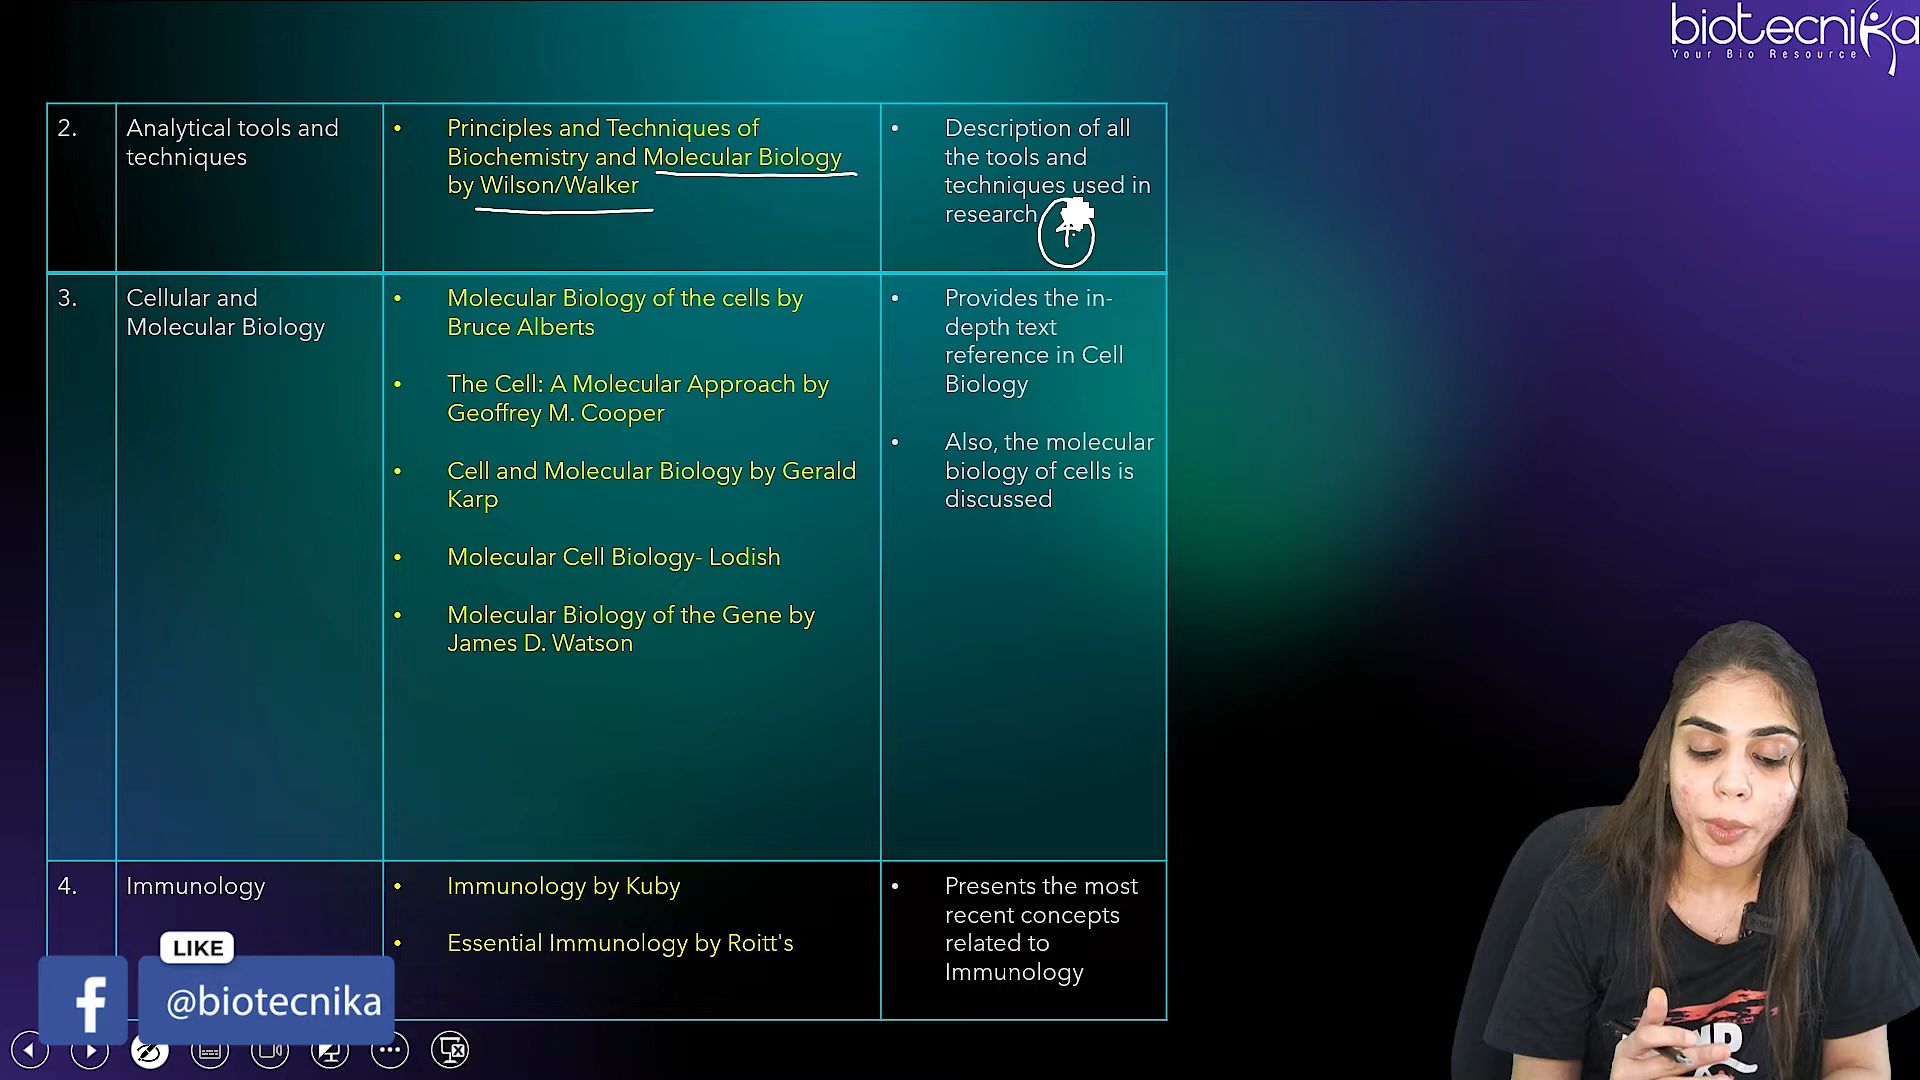 biotecnika
Your Bio Resource
2.
Analytical tools and
techniques
• Principles and Techniques of
Biochemistry and Molecular Biology
by Wilson/Walker
• Description of all
the tools and
techniques used in
research
3.
Cellular and
Molecular Biology
• Molecular Biology of the cells by
Bruce Alberts
• The Cell: A Molecular Approach by
Geoffrey M. Cooper
• Cell and Molecular Biology by Gerald
Karp
• Molecular Cell Biology- Lodish
• Molecular Biology of the Gene by
James D. Watson
• Provides the in-
depth text
reference in Cell
Biology
• Also, the molecular
biology of cells is
discussed
4.
Immunology
• Immunology by Kuby
• Essential Immunology by Roitt's
• Presents the most
recent concepts
related to
Immunology
LIKE
f
@biotecnika